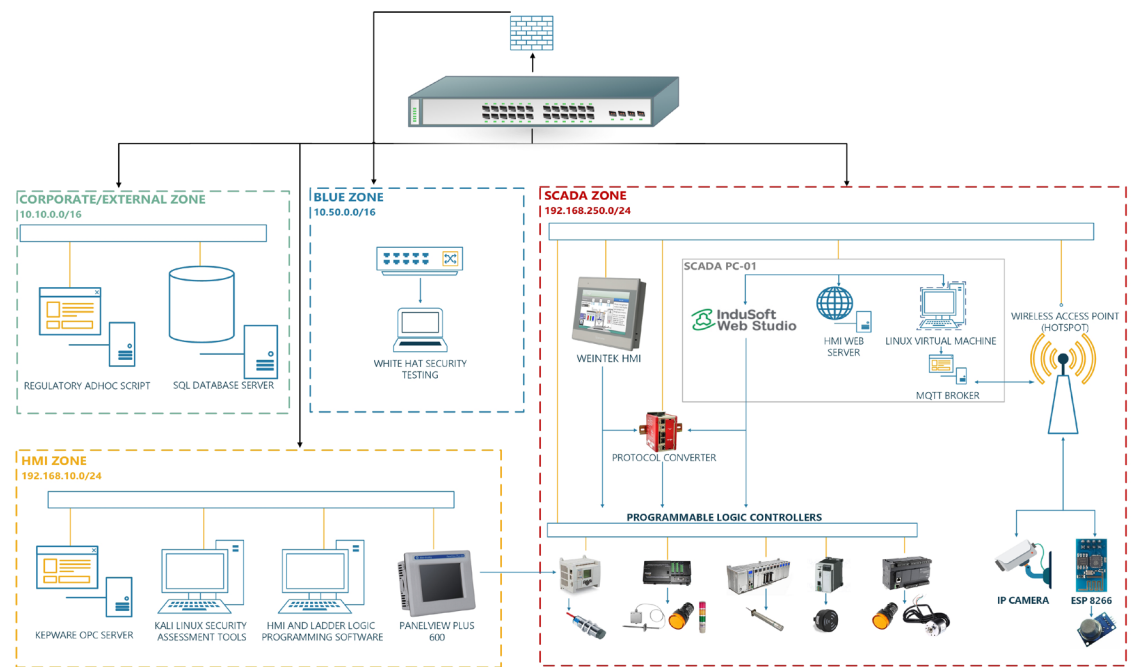 CORPORATE/EXTERNAL ZONE
10.10.0.0/16
REGULATORY ADHOC SCRIPT
SQL DATABASE SERVER
BLUE ZONE
10.50.0.0/16
WHITE HAT SECURITY
TESTING
SCADA ZONE
192.168.250.0/24
SCADA PC-01
WEINTEK HMI
InduSoft
Web Studio
HMI WEB
SERVER
LINUX VIRTUAL MACHINE
MQTT BROKER
WIRELESS ACCESS POINT
(HOTSPOT)
PROTOCOL CONVERTER
PROGRAMMABLE LOGIC CONTROLLERS
IP CAMERA
ESP 8266
HMI ZONE
192.168.10.0/24
KEPWARE OPC SERVER
KALI LINUX SECURITY
ASSESSMENT TOOLS
HMI AND LADDER LOGIC
PROGRAMMING SOFTWARE
PANELVIEW PLUS
600